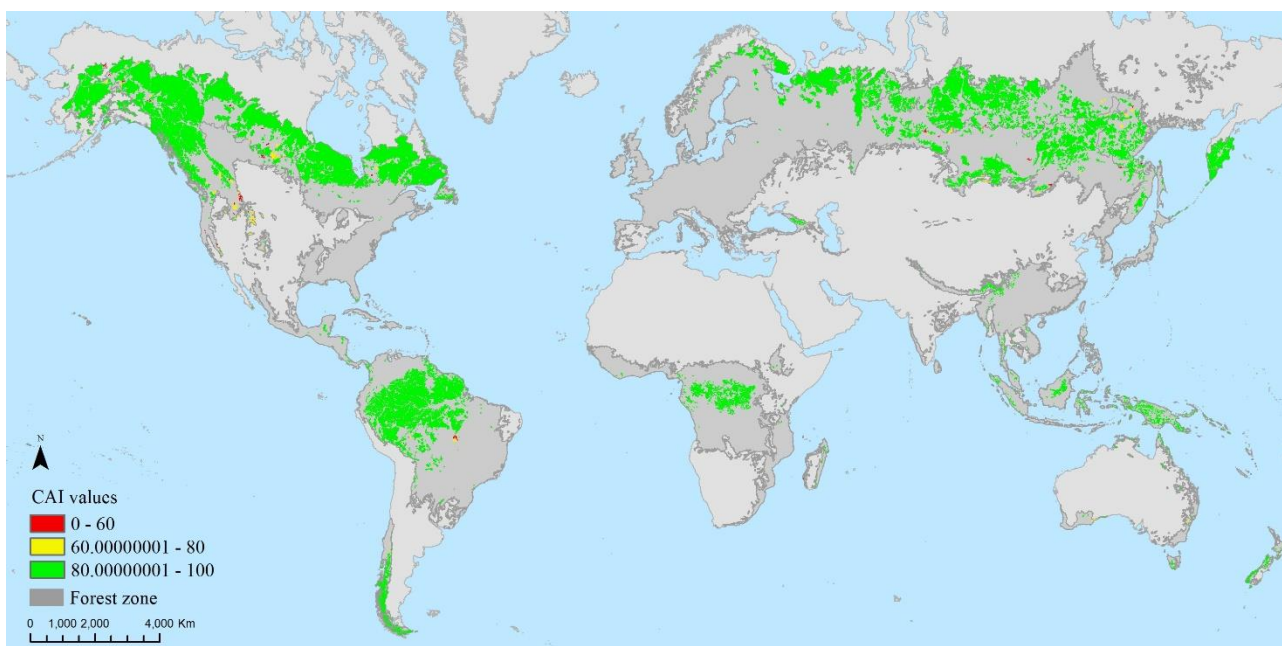 N
CAI values
0 - 60
60.00000001 - 80
80.00000001 - 100
Forest zone
0 1,000 2,000 4,000 Km